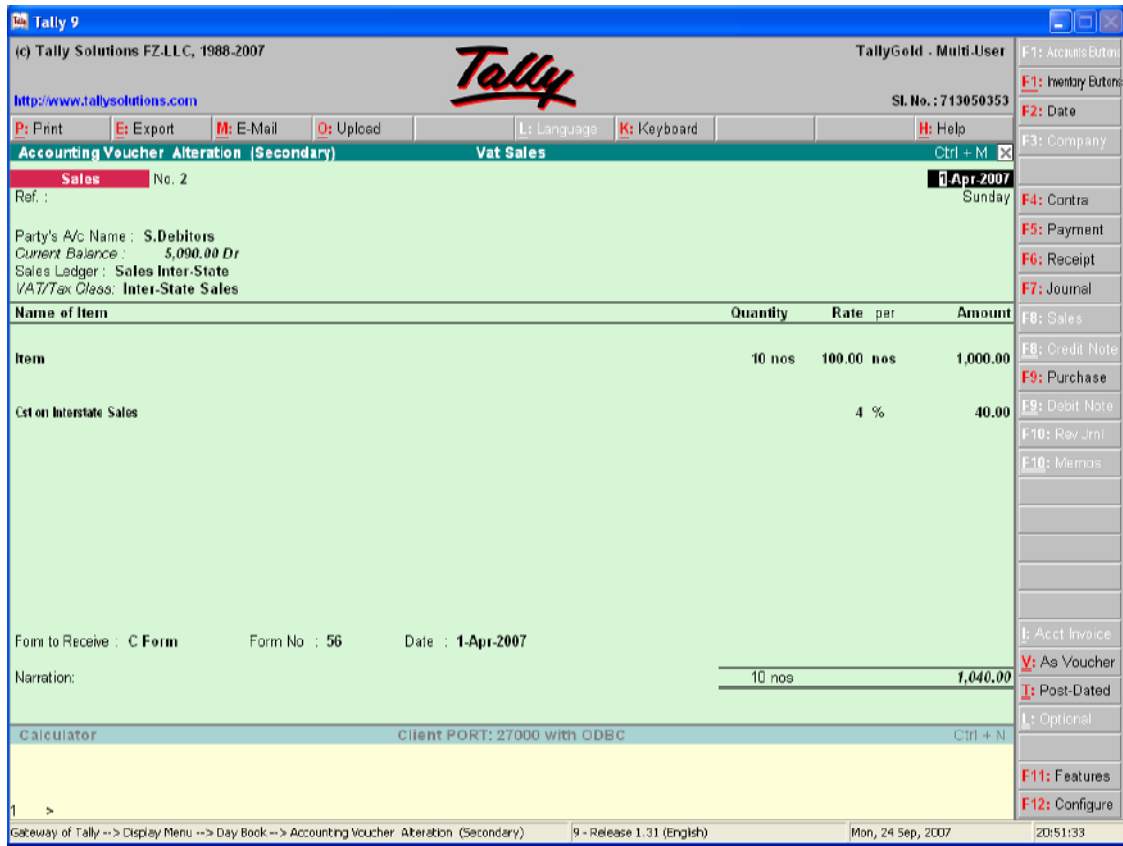 Tally 9
(c) Tally Solutions FZ-LLC, 1988-2007 TallyGold - Multi-User
Tally
http://www.tallysolutions.com Sl. No. : 713050353
P: Print E: Export M: E-Mail O: Upload L: Language K: Keyboard H: Help
Accounting Voucher Alteration (Secondary) Vat Sales Ctrl + M
Sales No. 2 1-Apr-2007
Ref. : Sunday
Party's A/c Name : S.Debitors
Current Balance : 5,090.00 Dr
Sales Ledger : Sales Inter-State
VAT/Tax Class: Inter-State Sales
Name of Item Quantity Rate per Amount
Item 10 nos 100.00 nos 1,000.00
Cst on Interstate Sales 4 % 40.00
Form to Receive : C Form Form No : 56 Date : 1-Apr-2007
Narration: 10 nos 1,040.00
Calculator Client PORT: 27000 with ODBC Ctrl + N
1 >
Gateway of Tally --> Display Menu --> Day Book --> Accounting Voucher Alteration (Secondary) 9 - Release 1.31 (English) Mon, 24 Sep, 2007 20:51:33
F1: Accounts Buttons
F1: Inventory Buttons
F2: Date
F3: Company
F4: Contra
F5: Payment
F6: Receipt
F7: Journal
F8: Sales
F8: Credit Note
F9: Purchase
F9: Debit Note
F10: Rev Jrnl
F10: Memos
I: Acct Invoice
V: As Voucher
T: Post-Dated
L: Optional
F11: Features
F12: Configure